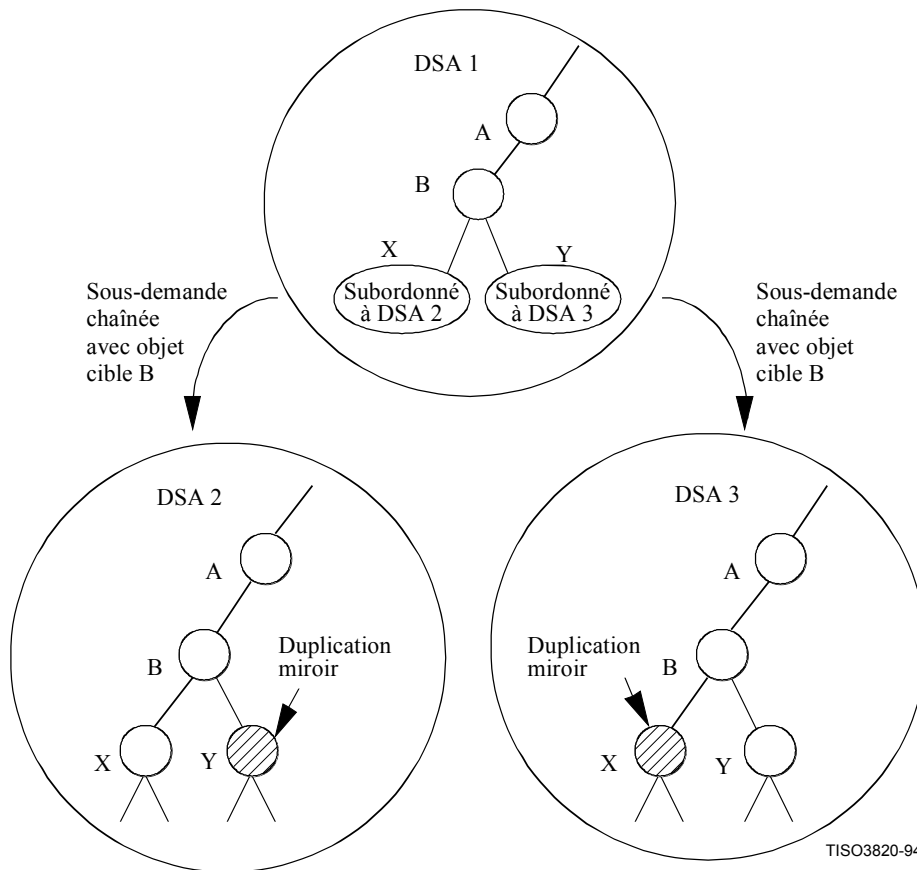 DSA 1
A
B
X
Y
Subordonné
à DSA 2
Subordonné
à DSA 3
Sous-demande
chaînée
avec objet
cible B
Sous-demande
chaînée
avec objet
cible B
DSA 2
A
B
Duplication
miroir
X
Y
DSA 3
A
Duplication
miroir
B
X
Y
TISO3820-94